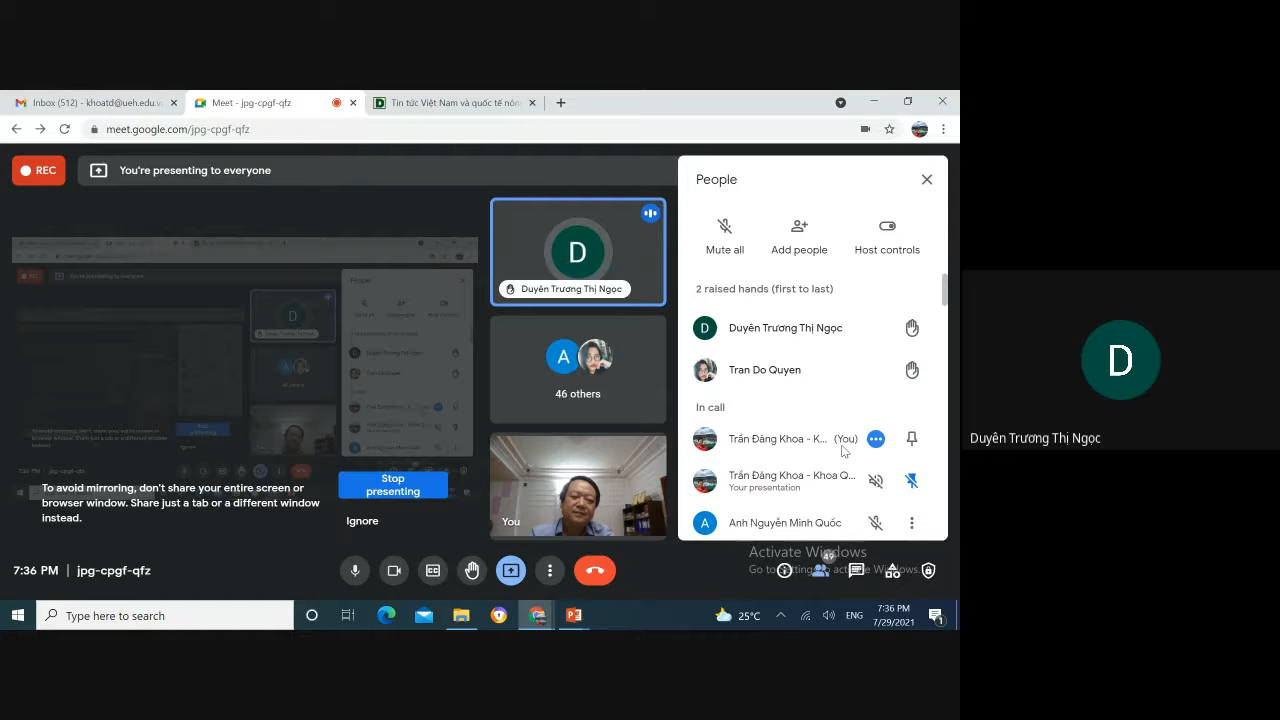 Inbox (512) - khoatd@ueh.edu.v
Meet - jpg-cpgf-qfz
Tin tức Việt Nam và quốc tế nón
meet.google.com/jpg-cpgf-qfz
REC
You're presenting to everyone
People
Mute all
Add people
Host controls
2 raised hands (first to last)
D
Duyên Trương Thị Ngọc
Tran Do Quyen
In call
Trần Đăng Khoa - K... (You)
Trần Đăng Khoa - Khoa Q...
Your presentation
A
Anh Nguyễn Minh Quốc
D
Duyên Trương Thị Ngọc
A
46 others
You
To avoid mirroring, don't share your entire screen or
browser window. Share just a tab or a different window
instead.
Stop
presenting
Ignore
Activate Windows
Go to Settings to activate Windows.
49
7:36 PM | jpg-cpgf-qfz
Type here to search
25°C
ENG
7:36 PM
7/29/2021
1
D
Duyên Trương Thị Ngọc